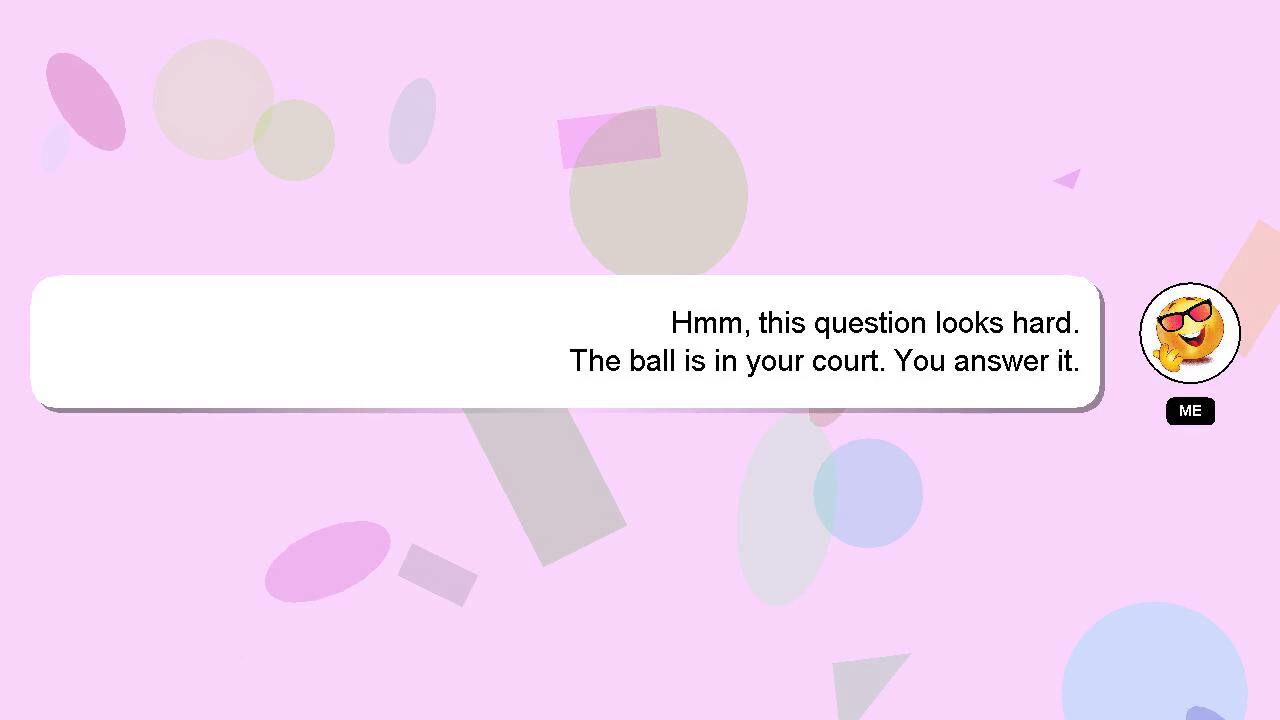 Hmm, this question looks hard.
The ball is in your court. You answer it.
ME